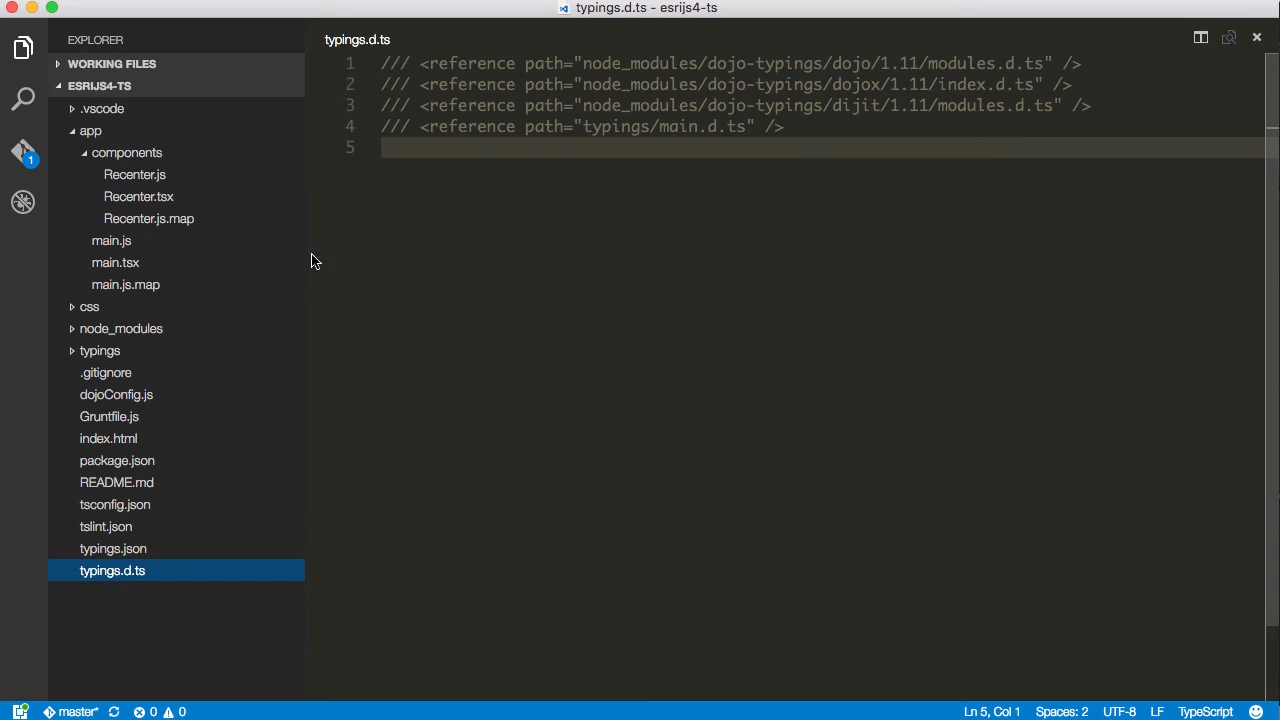 typings.d.ts - esrijs4-ts
EXPLORER
WORKING FILES
ESRIJS4-TS
.vscode
app
components
Recenter.js
Recenter.tsx
Recenter.js.map
main.js
main.tsx
main.js.map
css
node_modules
typings
.gitignore
dojoConfig.js
Gruntfile.js
index.html
package.json
README.md
tsconfig.json
tslint.json
typings.json
typings.d.ts
1
typings.d.ts
1 /// <reference path="node_modules/dojo-typings/dojo/1.11/modules.d.ts" />
2 /// <reference path="node_modules/dojo-typings/dojox/1.11/index.d.ts" />
3 /// <reference path="node_modules/dojo-typings/dijit/1.11/modules.d.ts" />
4 /// <reference path="typings/main.d.ts" />
5
master* 0 0 Ln 5, Col 1 Spaces: 2 UTF-8 LF TypeScript